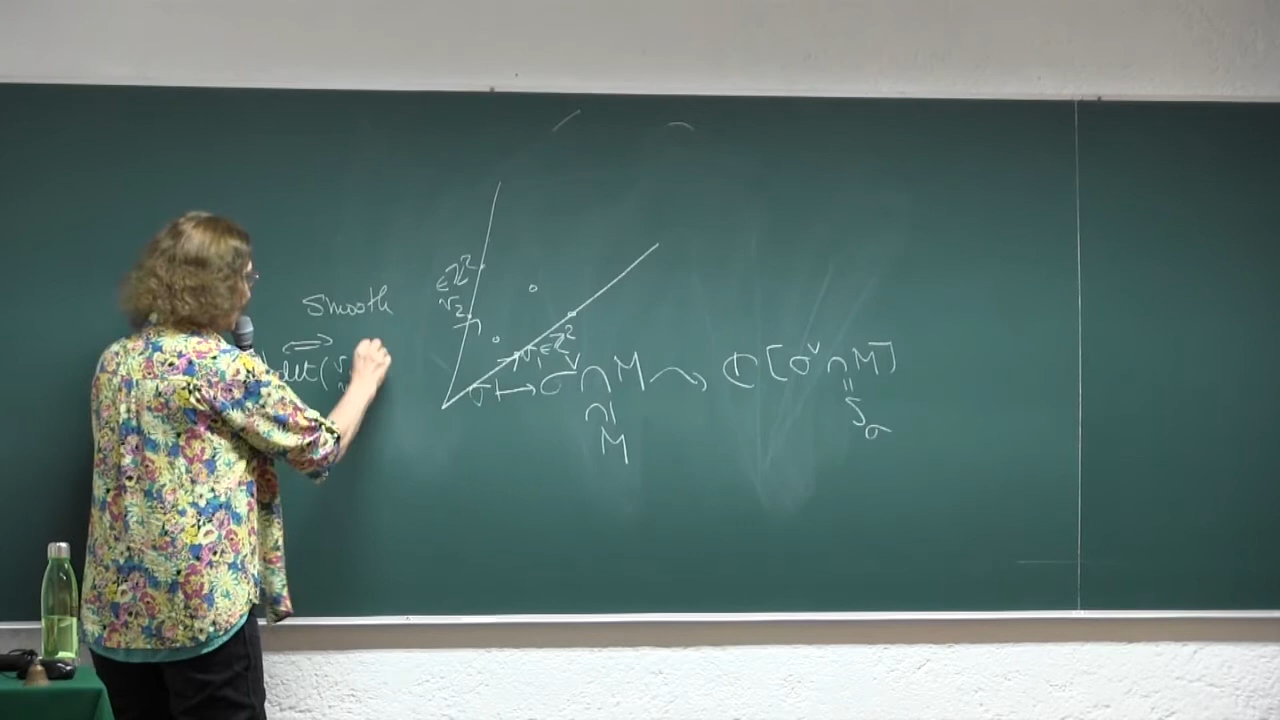 Smooth
⟺
det(v
v₂ ∈ ℤ²
v₁ ∈ ℤ²
σ ↦ σ^∨ ∩ M ⇝ ℂ[σ^∨ ∩ M]
∩|
M
||
S_σ